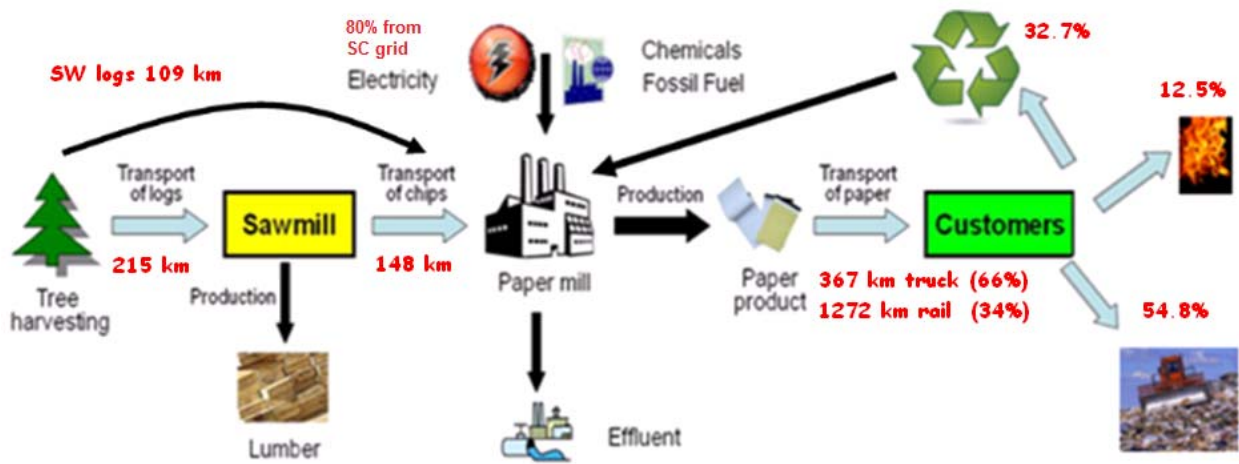 80% from
SC grid
Electricity
Chemicals
Fossil Fuel
32.7%
SW logs 109 km
12.5%
Transport
of logs
Sawmill
Transport
of chips
Production
Transport
of paper
Customers
215 km
148 km
Tree
harvesting
Production
Paper mill
Paper
product
367 km truck (66%)
1272 km rail (34%)
54.8%
Lumber
Effluent